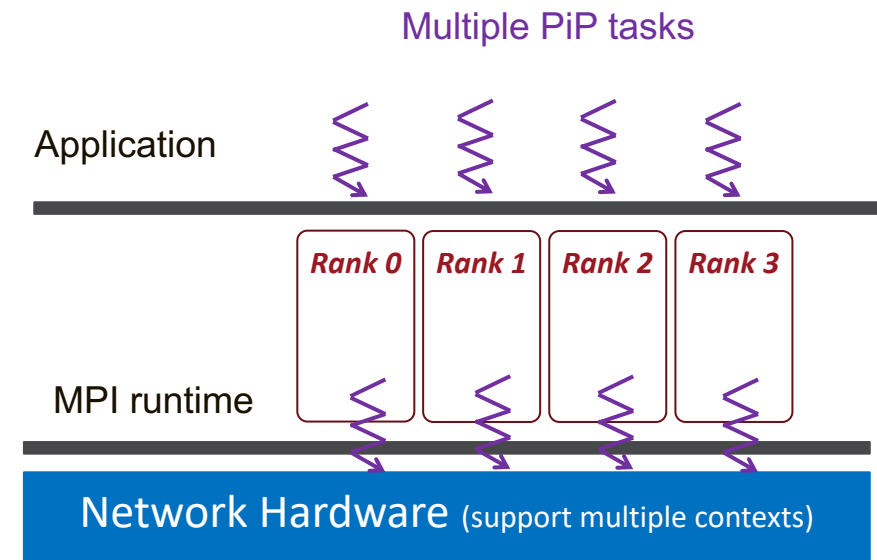 Multiple PiP tasks
Application
Rank 0 Rank 1 Rank 2 Rank 3
MPI runtime
Network Hardware (support multiple contexts)